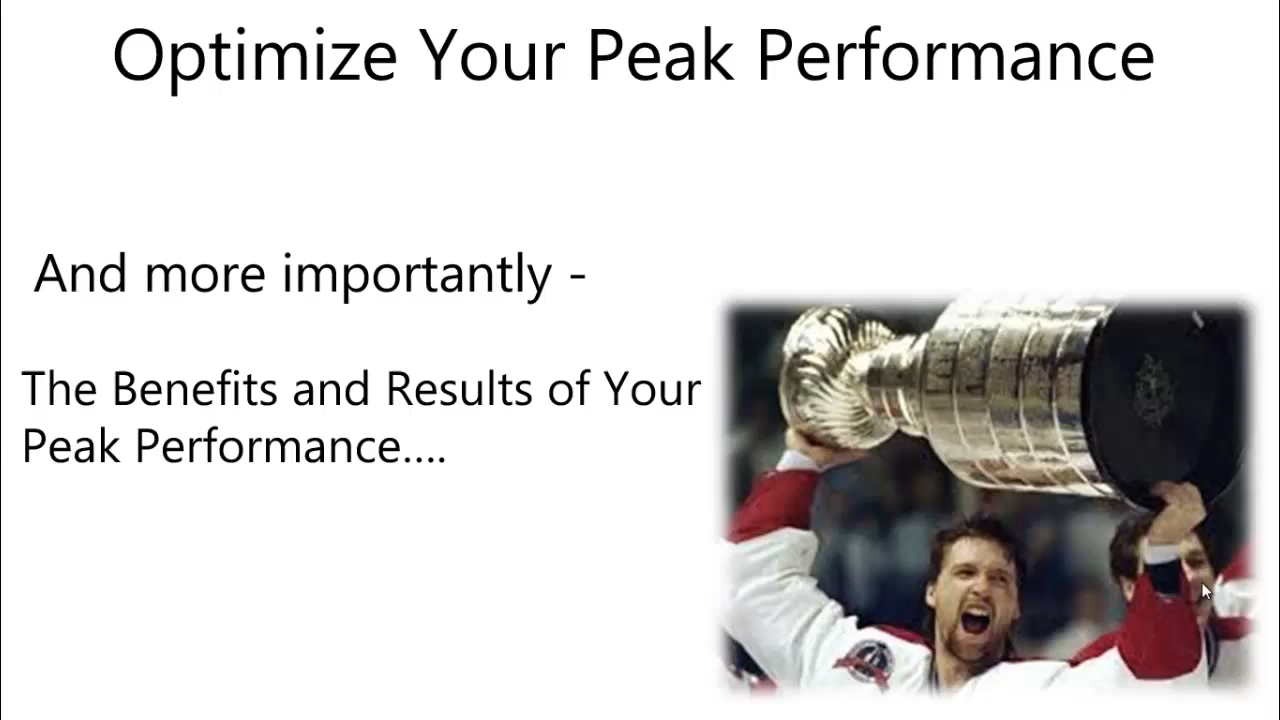 Optimize Your Peak Performance
And more importantly -
The Benefits and Results of Your
Peak Performance....